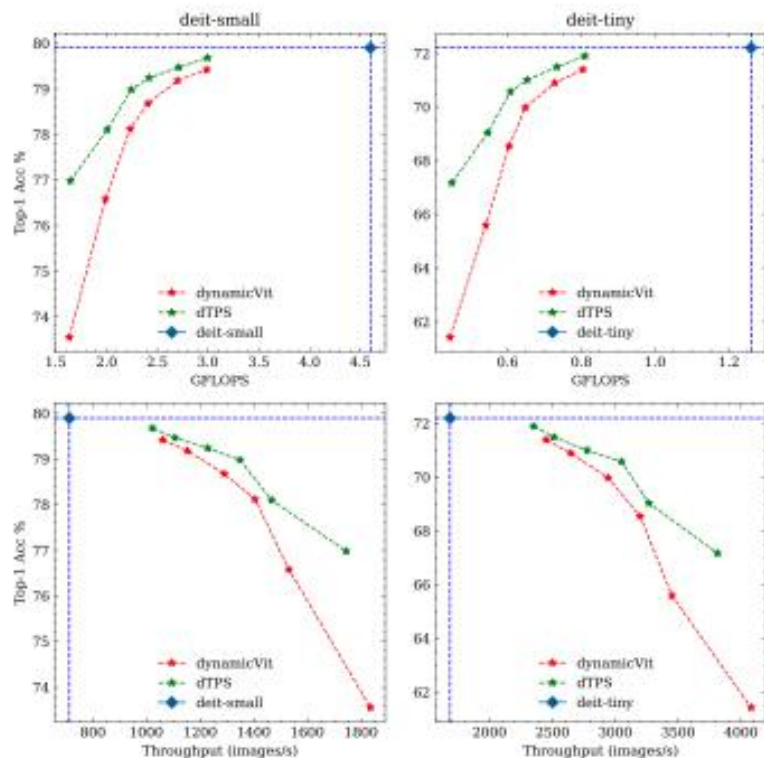 deit-small
80
79
78
77
76
75
74
73
Top-1 Acc %
dynamicVit
dTPS
deit-small
1.5 2.0 2.5 3.0 3.5 4.0 4.5
GFLOPS
deit-tiny
72
70
68
66
64
62
dynamicVit
dTPS
deit-tiny
0.6 0.8 1.0 1.2
GFLOPS
80
79
78
77
76
75
74
Top-1 Acc %
dynamicVit
dTPS
deit-small
800 1000 1200 1400 1600 1800
Throughput (images/s)
72
70
68
66
64
62
dynamicVit
dTPS
deit-tiny
2000 2500 3000 3500 4000
Throughput (images/s)